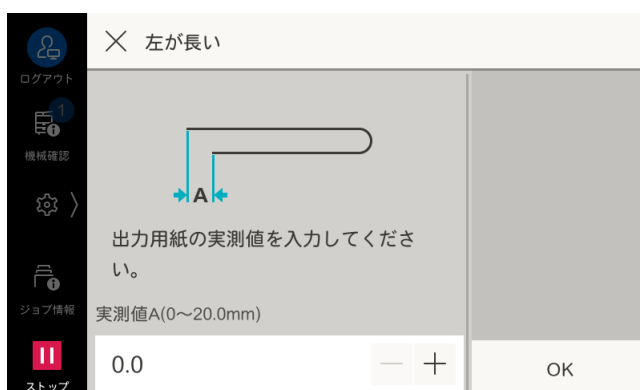 左が長い
ログアウト
1
機械確認
A
出力用紙の実測値を入力してくださ
い。
ジョブ情報
実測値A(0～20.0mm)
0.0
OK
ストップ